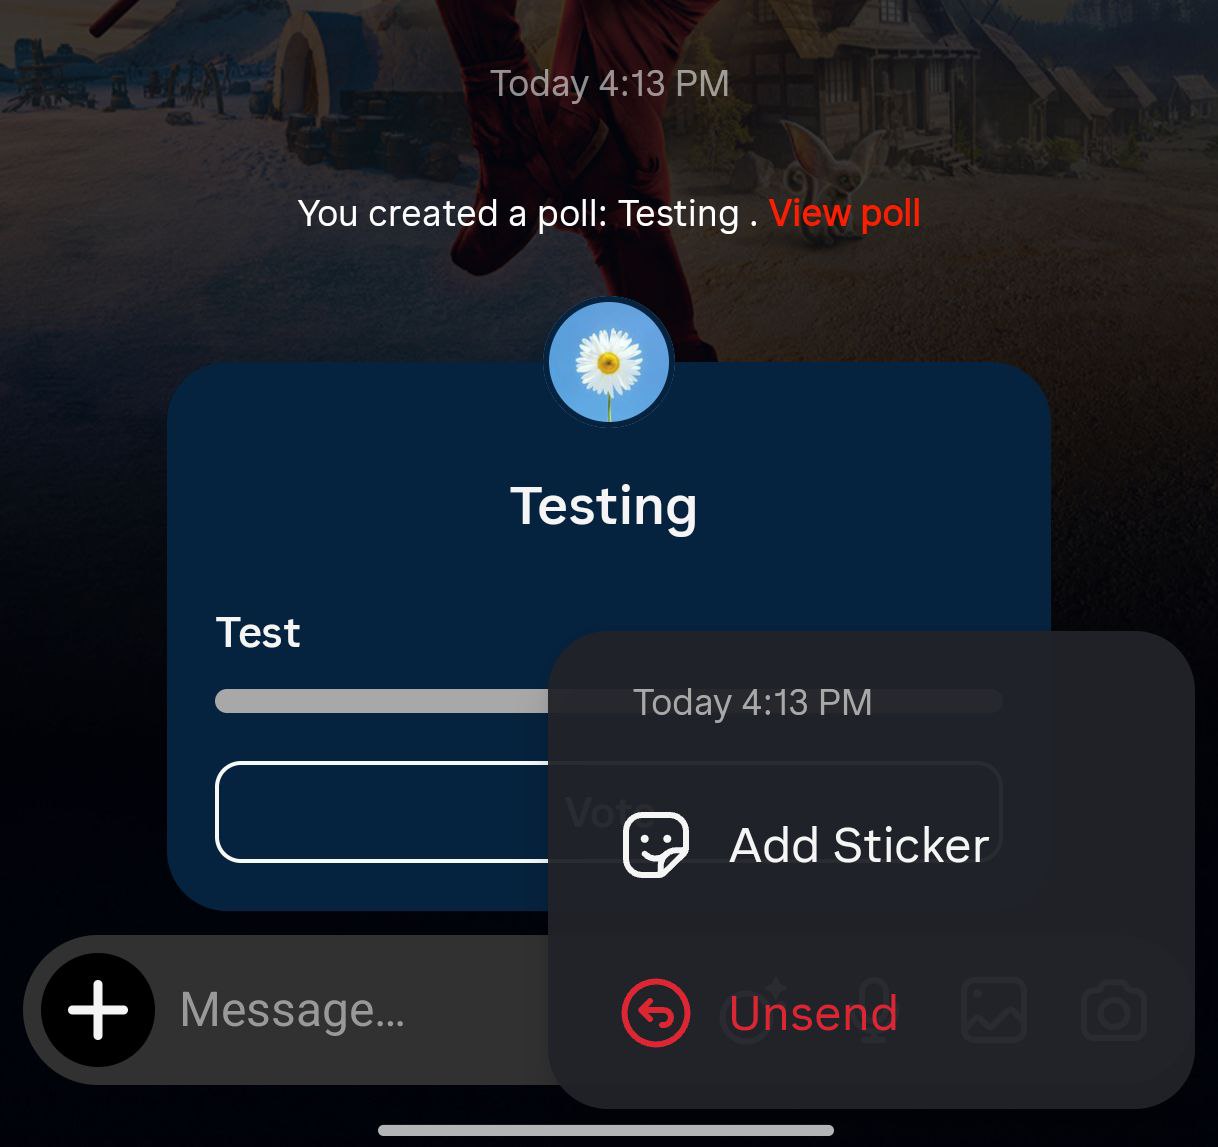 Today 4:13 PM
You created a poll: Testing . View poll
Testing
Test
Today 4:13 PM
Vote
Add Sticker
Message...
Unsend